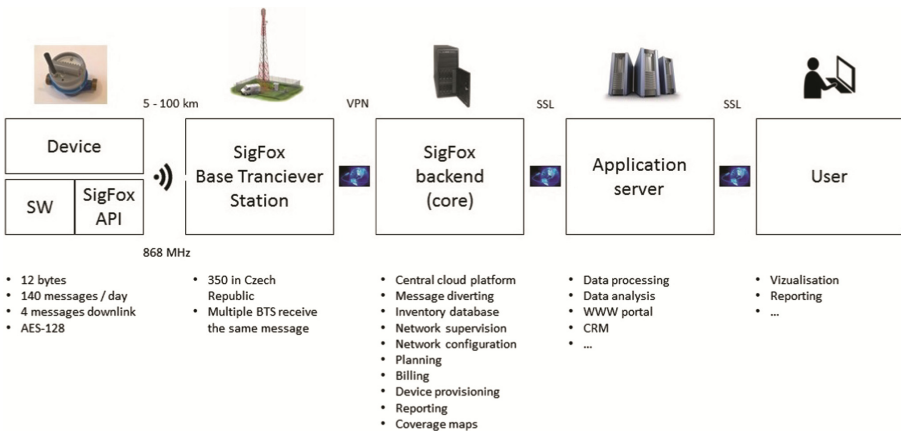 5 - 100 km
VPN
SSL
SSL
Device
SW
SigFox
API
SigFox
Base Tranciever
Station
SigFox
backend
(core)
Application
server
User
868 MHz
• 12 bytes
• 140 messages / day
• 4 messages downlink
• AES-128
• 350 in Czech
Republic
• Multiple BTS receive
the same message
• Central cloud platform
• Message diverting
• Inventory database
• Network supervision
• Network configuration
• Planning
• Billing
• Device provisioning
• Reporting
• Coverage maps
• Data processing
• Data analysis
• WWW portal
• CRM
• ...
• Vizualisation
• Reporting
• ...